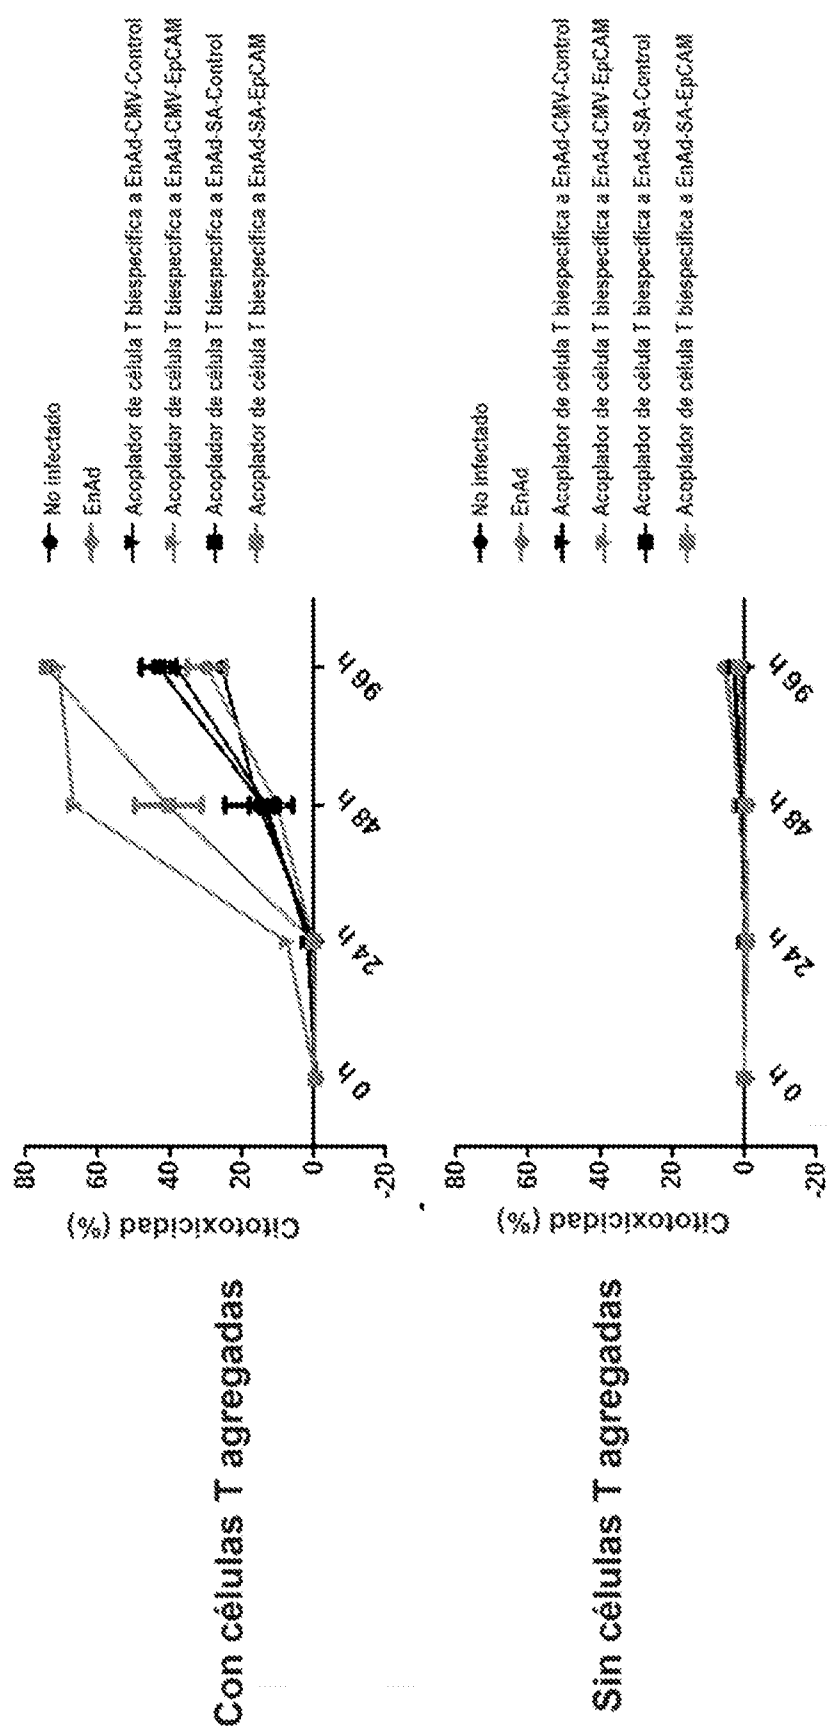 Con células T agregadas
Citotoxicidad (%)
80
60
40
20
0
-20
0 h
24 h
48 h
96 h
No infectado
EnAd
Acoplador de célula T biespecífica a EnAd-CMV-Control
Acoplador de célula T biespecífica a EnAd-CMV-EpCAM
Acoplador de célula T biespecífica a EnAd-SA-Control
Acoplador de célula T biespecífica a EnAd-SA-EpCAM
Sin células T agregadas
Citotoxicidad (%)
80
60
40
20
0
-20
0 h
24 h
48 h
96 h
No infectado
EnAd
Acoplador de célula T biespecífica a EnAd-CMV-Control
Acoplador de célula T biespecífica a EnAd-CMV-EpCAM
Acoplador de célula T biespecífica a EnAd-SA-Control
Acoplador de célula T biespecífica a EnAd-SA-EpCAM